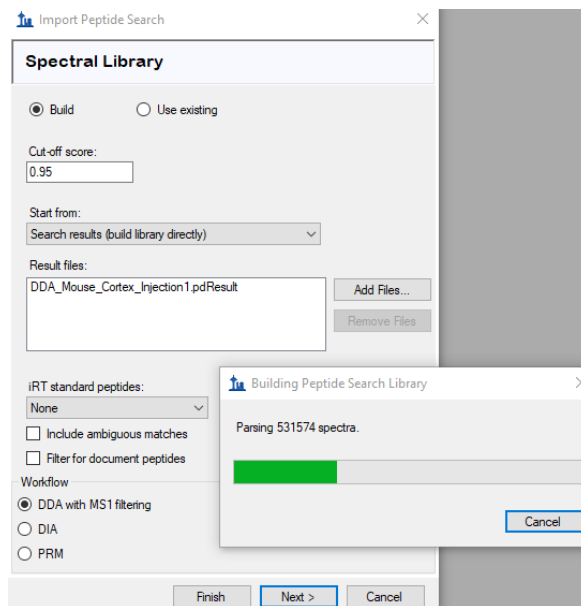 Import Peptide Search
Spectral Library
Build
Use existing
Cut-off score:
0.95
Start from:
Search results (build library directly)
Result files:
DDA_Mouse_Cortex_Injection1.pdResult
Add Files...
Remove Files
iRT standard peptides:
None
Include ambiguous matches
Filter for document peptides
Workflow
DDA with MS1 filtering
DIA
PRM
Building Peptide Search Library
Parsing 531574 spectra.
Cancel
Finish
Next >
Cancel